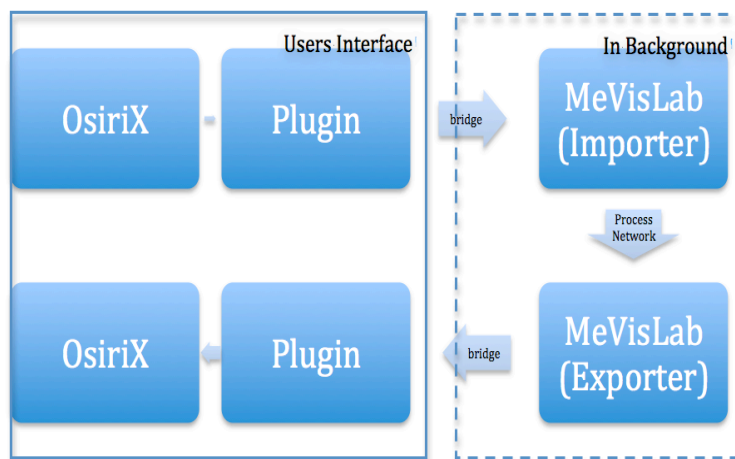 Users Interface
In Background
OsiriX
Plugin
bridge
MeVisLab
(Importer)
Process
Network
OsiriX
Plugin
bridge
MeVisLab
(Exporter)